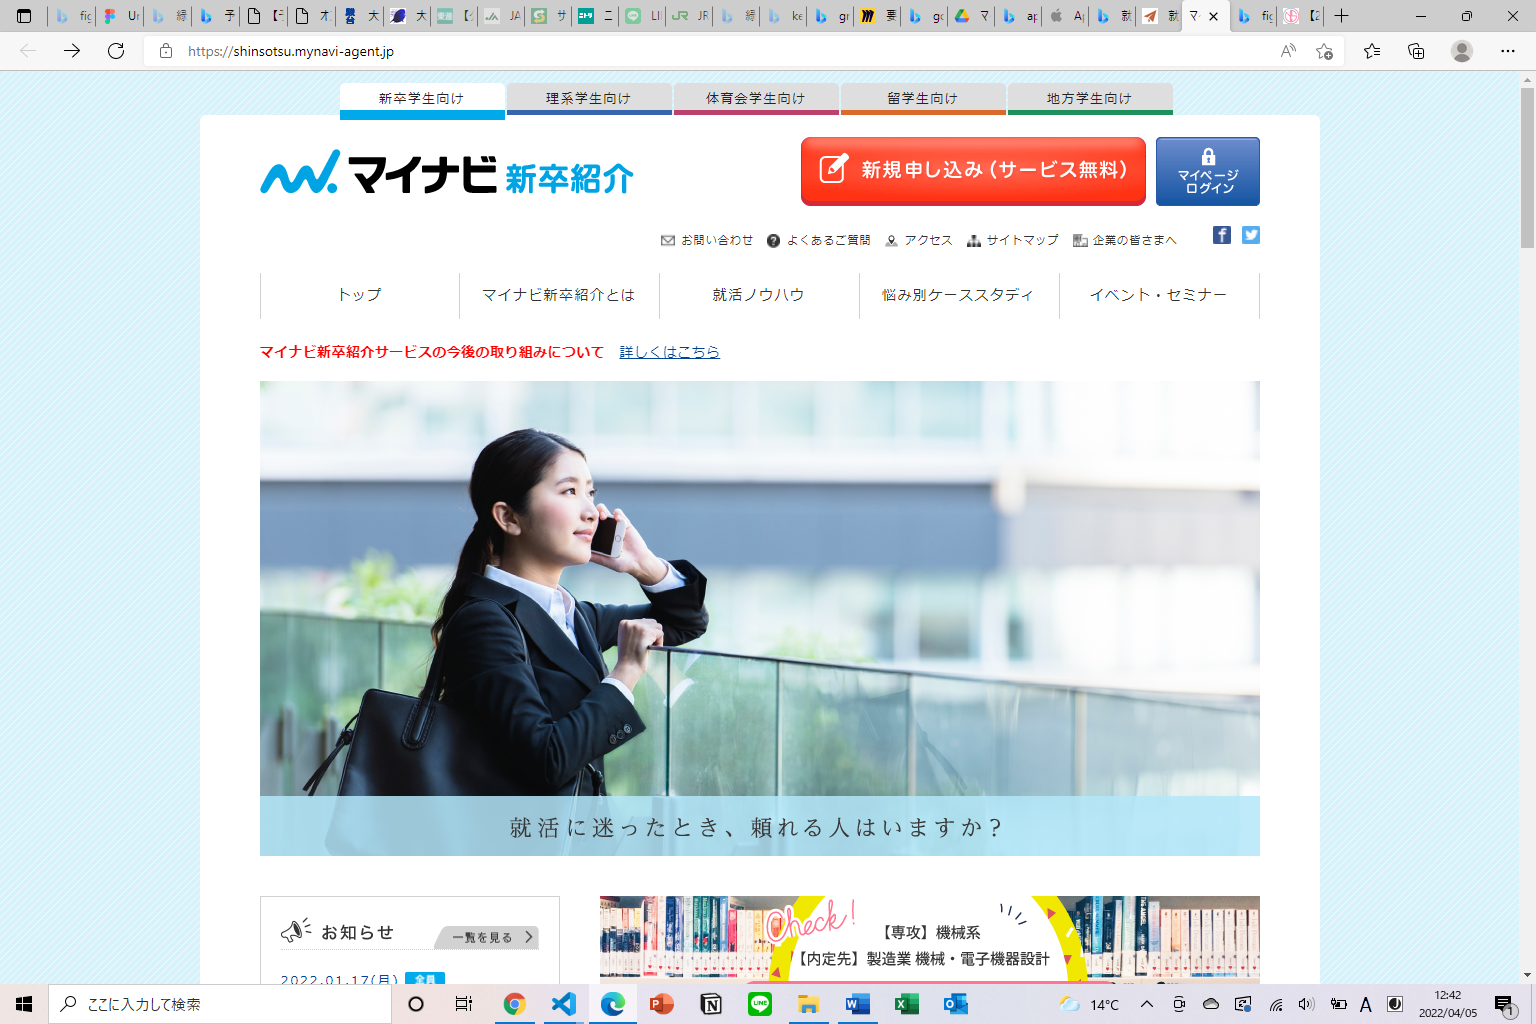 https://shinsotsu.mynavi-agent.jp
新卒学生向け
理系学生向け
体育会学生向け
留学生向け
地方学生向け
マイナビ 新卒紹介
新規申し込み（サービス無料）
マイページ
ログイン
お問い合わせ
よくあるご質問
アクセス
サイトマップ
企業の皆さまへ
トップ
マイナビ新卒紹介とは
就活ノウハウ
悩み別ケーススタディ
イベント・セミナー
マイナビ新卒紹介サービスの今後の取り組みについて 詳しくはこちら
就活に迷ったとき、頼れる人はいますか？
お知らせ
一覧を見る
2022.01.17(月) 全員
Check!
【専攻】機械系
【内定先】製造業 機械・電子機器設計
ここに入力して検索
14°C
A
12:42
2022/04/05
1